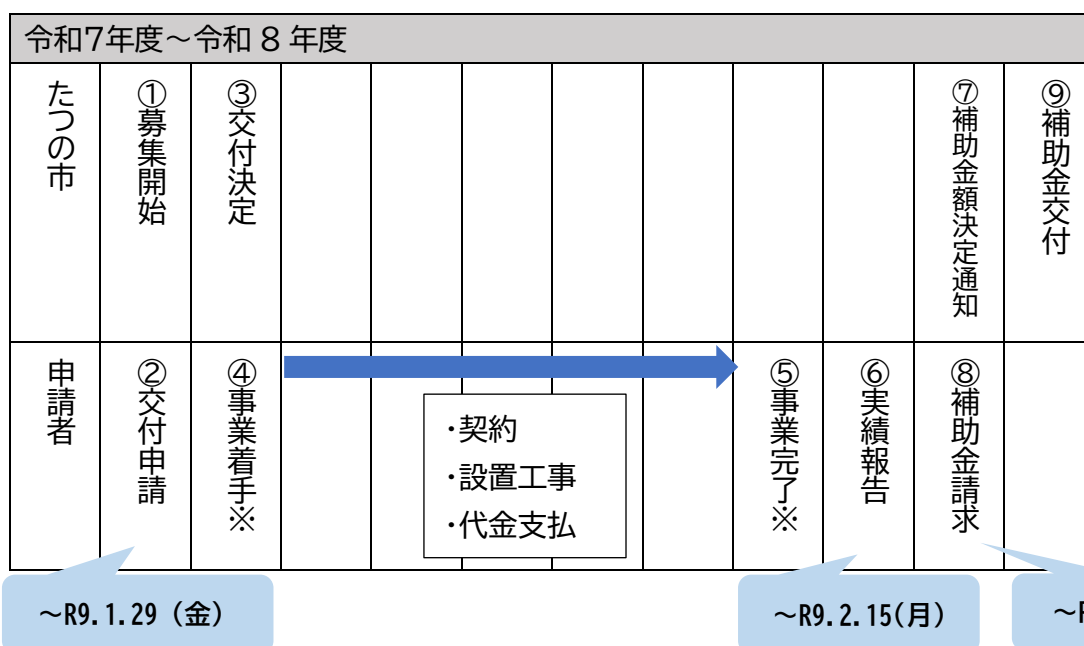 令和7年度～令和8年度
たつの市
①募集開始
③交付決定
⑦補助金額決定通知
⑨補助金交付
申請者
②交付申請
④事業着手※
・契約
・設置工事
・代金支払
⑤事業完了※
⑥実績報告
⑧補助金請求
～R9.1.29（金）
～R9.2.15(月)